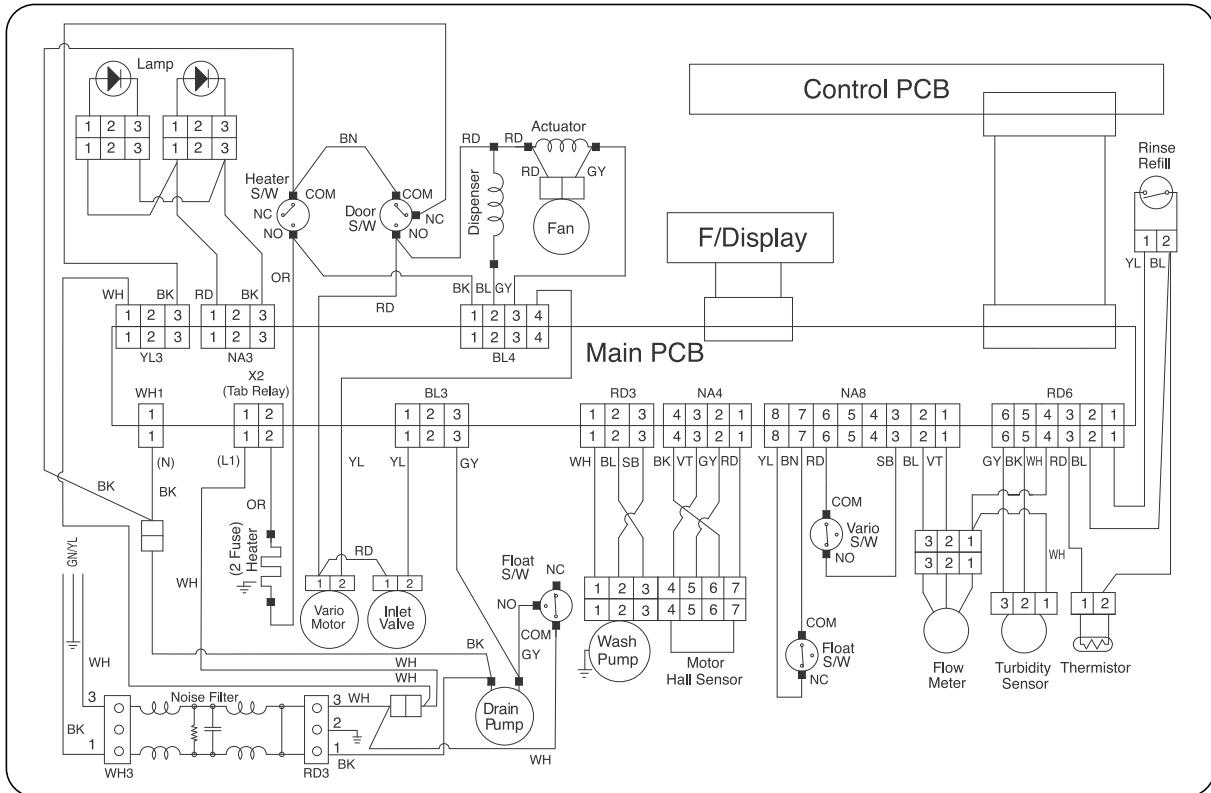 Lamp
1 2 3 1 2 3
1 2 3 1 2 3
Control PCB
Actuator
RD RD
RD GY
Fan
Dispenser
BN
Heater
S/W
COM
NC
NO
Door
S/W
COM
NC
NO
OR
RD
Rinse
Refill
1 2
YL BL
F/Display
WH BK RD BK
1 2 3 1 2 3
1 2 3 1 2 3
YL3 NA3
BK BL GY
1 2 3 4
1 2 3 4
BL4
Main PCB
WH1
1
1
(N)
X2
(Tab Relay)
1 2
1 2
(L1)
BL3
1 2 3
1 2 3
RD3
1 2 3
1 2 3
NA4
4 3 2 1
4 3 2 1
NA8
8 7 6 5 4 3 2 1
8 7 6 5 4 3 2 1
RD6
6 5 4 3 2 1
6 5 4 3 2 1
YL YL GY
WH BL SB BK VT GY RD
YL BN RD SB BL VT
GY BK WH RD BL
BK BK
OR
GN/YL
WH
(2 Fuse)
Heater
RD
1 2
Vario
Motor
1 2
Inlet
Valve
Float
S/W
NC
NO
COM
GY
1 2 3 4 5 6 7
1 2 3 4 5 6 7
Wash
Pump
Motor
Hall Sensor
COM
Vario
S/W
NO
COM
Float
S/W
NC
3 2 1
3 2 1
Flow
Meter
WH
3 2 1
Turbidity
Sensor
1 2
Thermistor
BK
WH
WH
WH
3
BK
1
WH3
Noise Filter
3 WH
2
1
BK
RD3
Drain
Pump
WH